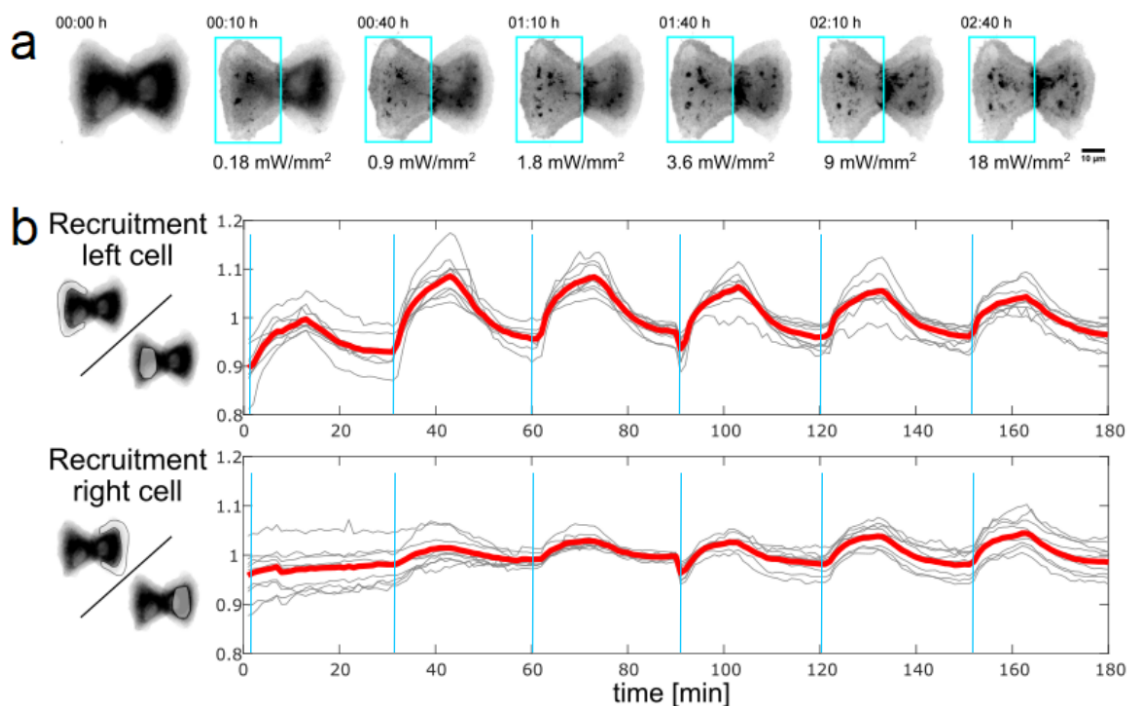 a
00:00 h 00:10 h 00:40 h 01:10 h 01:40 h 02:10 h 02:40 h
0.18 mW/mm² 0.9 mW/mm² 1.8 mW/mm² 3.6 mW/mm² 9 mW/mm² 18 mW/mm²
10 µm
b
Recruitment
left cell
1.2
1.1
1
0.9
0.8
0 20 40 60 80 100 120 140 160 180
Recruitment
right cell
1.2
1.1
1
0.9
0.8
0 20 40 60 80 100 120 140 160 180
time [min]